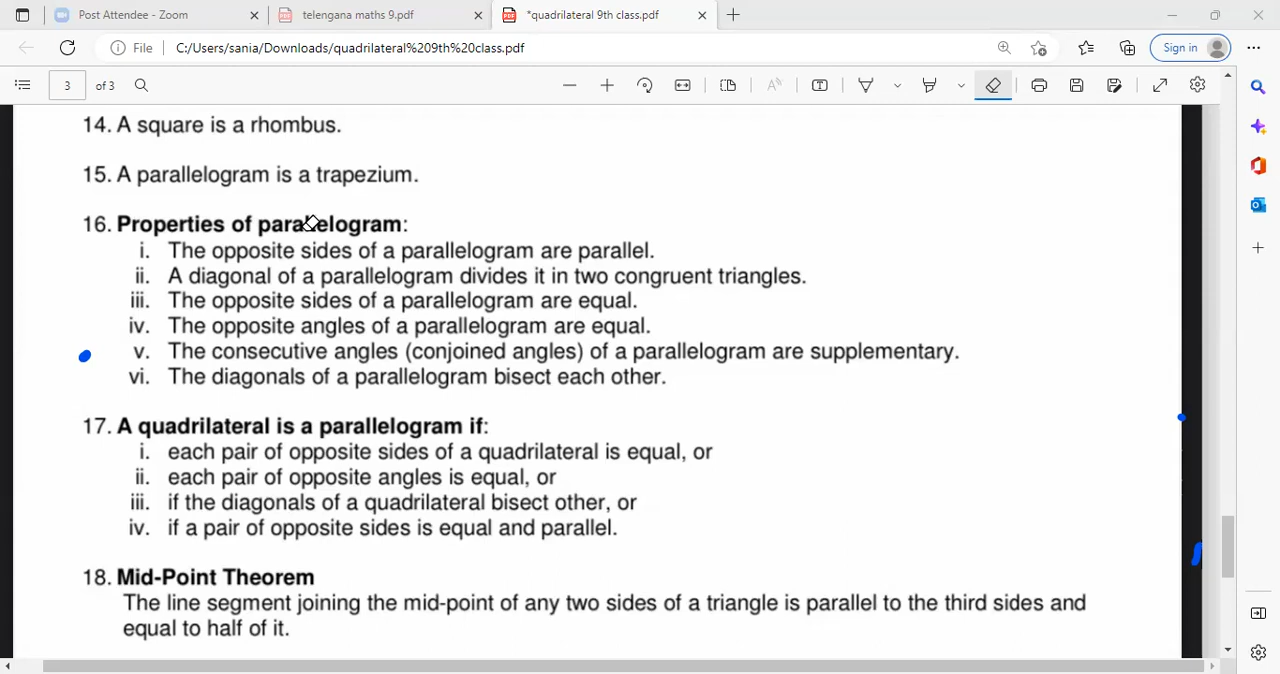 Post Attendee - Zoom
telengana maths 9.pdf
*quadrilateral 9th class.pdf
File
C:/Users/sania/Downloads/quadrilateral%209th%20class.pdf
Sign in
3
of 3
14. A square is a rhombus.
15. A parallelogram is a trapezium.
16. Properties of parallelogram:
i. The opposite sides of a parallelogram are parallel.
ii. A diagonal of a parallelogram divides it in two congruent triangles.
iii. The opposite sides of a parallelogram are equal.
iv. The opposite angles of a parallelogram are equal.
v. The consecutive angles (conjoined angles) of a parallelogram are supplementary.
vi. The diagonals of a parallelogram bisect each other.
17. A quadrilateral is a parallelogram if:
i. each pair of opposite sides of a quadrilateral is equal, or
ii. each pair of opposite angles is equal, or
iii. if the diagonals of a quadrilateral bisect other, or
iv. if a pair of opposite sides is equal and parallel.
18. Mid-Point Theorem
The line segment joining the mid-point of any two sides of a triangle is parallel to the third sides and
equal to half of it.